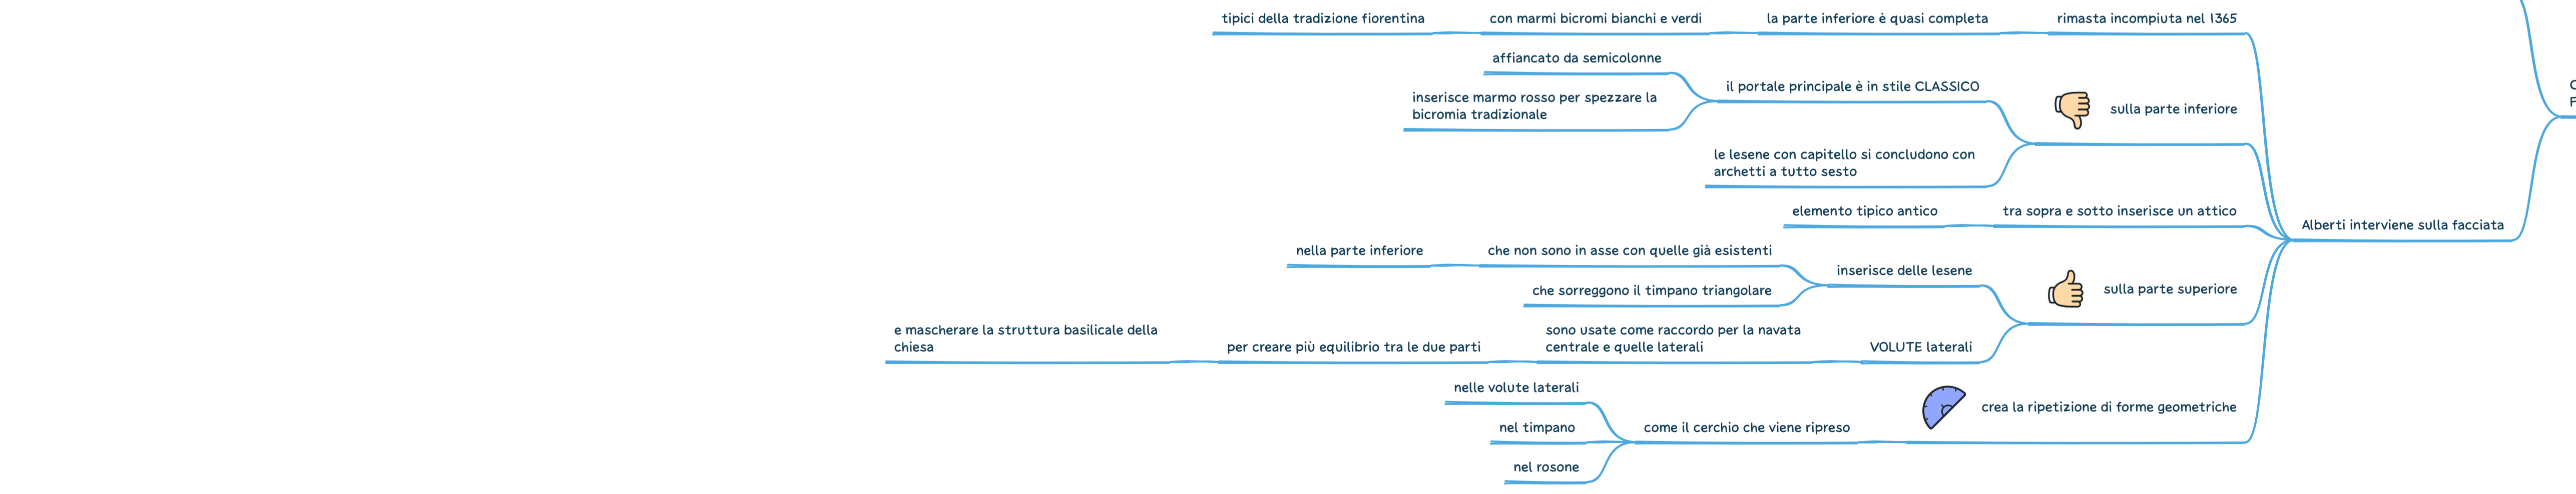 Alberti interviene sulla facciata
rimasta incompiuta nel 1365
la parte inferiore è quasi completa
con marmi bicromi bianchi e verdi
tipici della tradizione fiorentina
sulla parte inferiore
il portale principale è in stile CLASSICO
affiancato da semicolonne
inserisce marmo rosso per spezzare la
bicromia tradizionale
le lesene con capitello si concludono con
archetti a tutto sesto
tra sopra e sotto inserisce un attico
elemento tipico antico
sulla parte superiore
inserisce delle lesene
che non sono in asse con quelle già esistenti
nella parte inferiore
che sorreggono il timpano triangolare
VOLUTE laterali
sono usate come raccordo per la navata
centrale e quelle laterali
per creare più equilibrio tra le due parti
e mascherare la struttura basilicale della
chiesa
crea la ripetizione di forme geometriche
come il cerchio che viene ripreso
nelle volute laterali
nel timpano
nel rosone